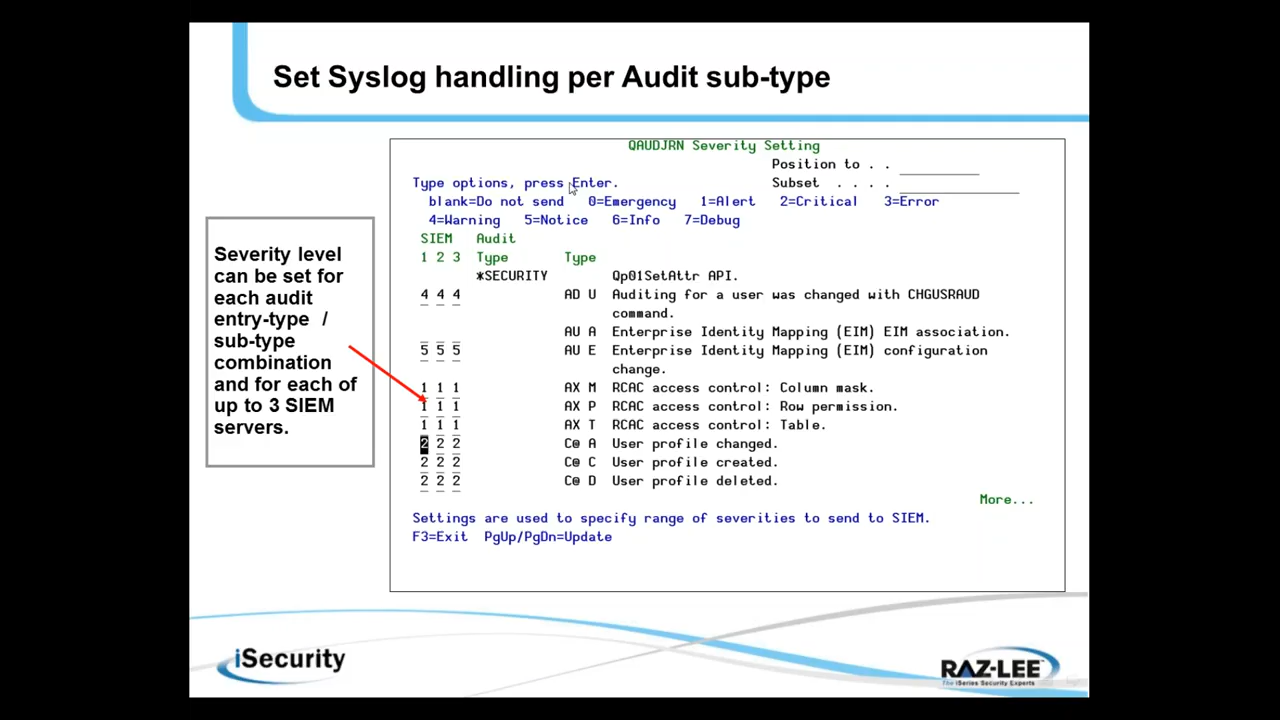 Set Syslog handling per Audit sub-type
QAUDJRN Severity Setting
Position to . .
Type options, press Enter. Subset . . . .
blank=Do not send 0=Emergency 1=Alert 2=Critical 3=Error
4=Warning 5=Notice 6=Info 7=Debug
SIEM Audit
1 2 3 Type Type
*SECURITY Qp01SetAttr API.
4 4 4 AD U Auditing for a user was changed with CHGUSRAUD
command.
AU A Enterprise Identity Mapping (EIM) EIM association.
5 5 5 AU E Enterprise Identity Mapping (EIM) configuration
change.
1 1 1 AX M RCAC access control: Column mask.
1 1 1 AX P RCAC access control: Row permission.
1 1 1 AX T RCAC access control: Table.
2 2 2 C@ A User profile changed.
2 2 2 C@ C User profile created.
2 2 2 C@ D User profile deleted.
More...
Settings are used to specify range of severities to send to SIEM.
F3=Exit PgUp/PgDn=Update
Severity level
can be set for
each audit
entry-type /
sub-type
combination
and for each of
up to 3 SIEM
servers.
iSecurity
RAZ-LEE
The iSeries Security Experts